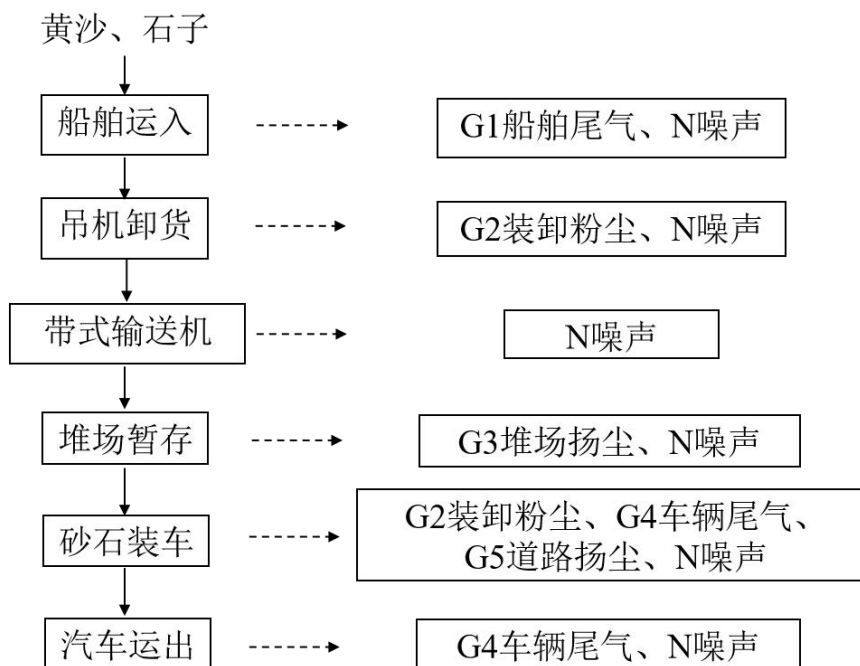 黄沙、石子
船舶运入
G1船舶尾气、N噪声
吊机卸货
G2装卸粉尘、N噪声
带式输送机
N噪声
堆场暂存
G3堆场扬尘、N噪声
砂石装车
G2装卸粉尘、G4车辆尾气、
G5道路扬尘、N噪声
汽车运出
G4车辆尾气、N噪声